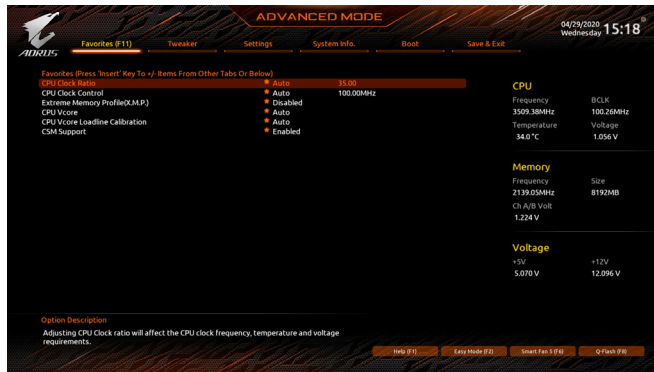 ADVANCED MODE
04/29/2020
Wednesday 15:18
AORUS
Favorites (F11) Tweaker Settings System Info. Boot Save & Exit
Favorites (Press 'Insert' Key To +/- Items From Other Tabs Or Below)
CPU Clock Ratio Auto 35.00
CPU Clock Control Auto 100.00MHz
Extreme Memory Profile(X.M.P.) Disabled
CPU Vcore Auto
CPU Vcore Loadline Calibration Auto
CSM Support Enabled
CPU
Frequency BCLK
3509.38MHz 100.26MHz
Temperature Voltage
34.0 °C 1.056 V
Memory
Frequency Size
2139.05MHz 8192MB
Ch A/B Volt
1.224 V
Voltage
+5V +12V
5.070 V 12.096 V
Option Description
Adjusting CPU Clock ratio will affect the CPU clock frequency, temperature and voltage
requirements.
Help (F1) Easy Mode (F2) Smart Fan 5 (F6) Q-Flash (F8)